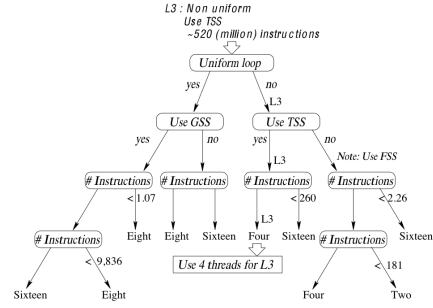 L3 : Non uniform
Use TSS
~520 (million) instructions
Uniform loop
yes no
L3
Use GSS Use TSS
yes no yes no
L3 Note: Use FSS
# Instructions # Instructions # Instructions # Instructions
< 1.07 < 260 < 2.26
L3
# Instructions Eight Eight Sixteen Four Sixteen # Instructions Sixteen
< 9,836 Use 4 threads for L3 < 181
Sixteen Eight Four Two